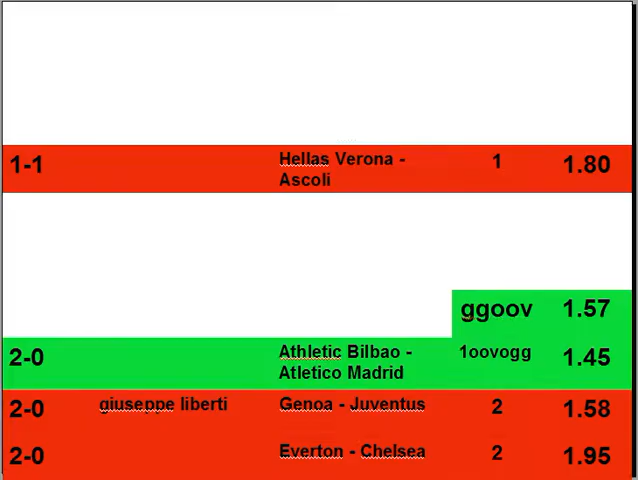 1-1 Hellas Verona - 1 1.80
Ascoli
ggoov 1.57
2-0 Athletic Bilbao - 1oovogg 1.45
Atletico Madrid
2-0 giuseppe liberti Genoa - Juventus 2 1.58
2-0 Everton - Chelsea 2 1.95